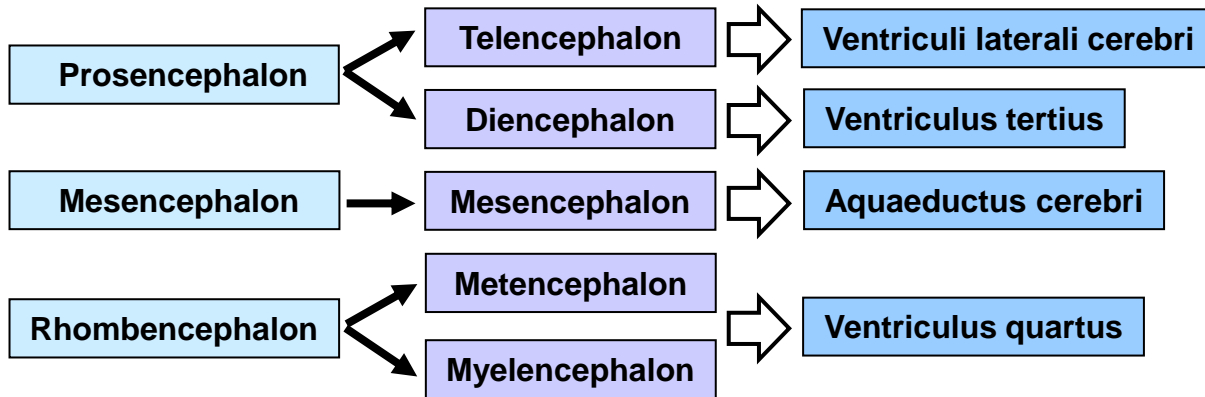 Telencephalon
Ventriculi laterali cerebri
Prosencephalon
Diencephalon
Ventriculus tertius
Mesencephalon
Mesencephalon
Aquaeductus cerebri
Metencephalon
Rhombencephalon
Ventriculus quartus
Myelencephalon